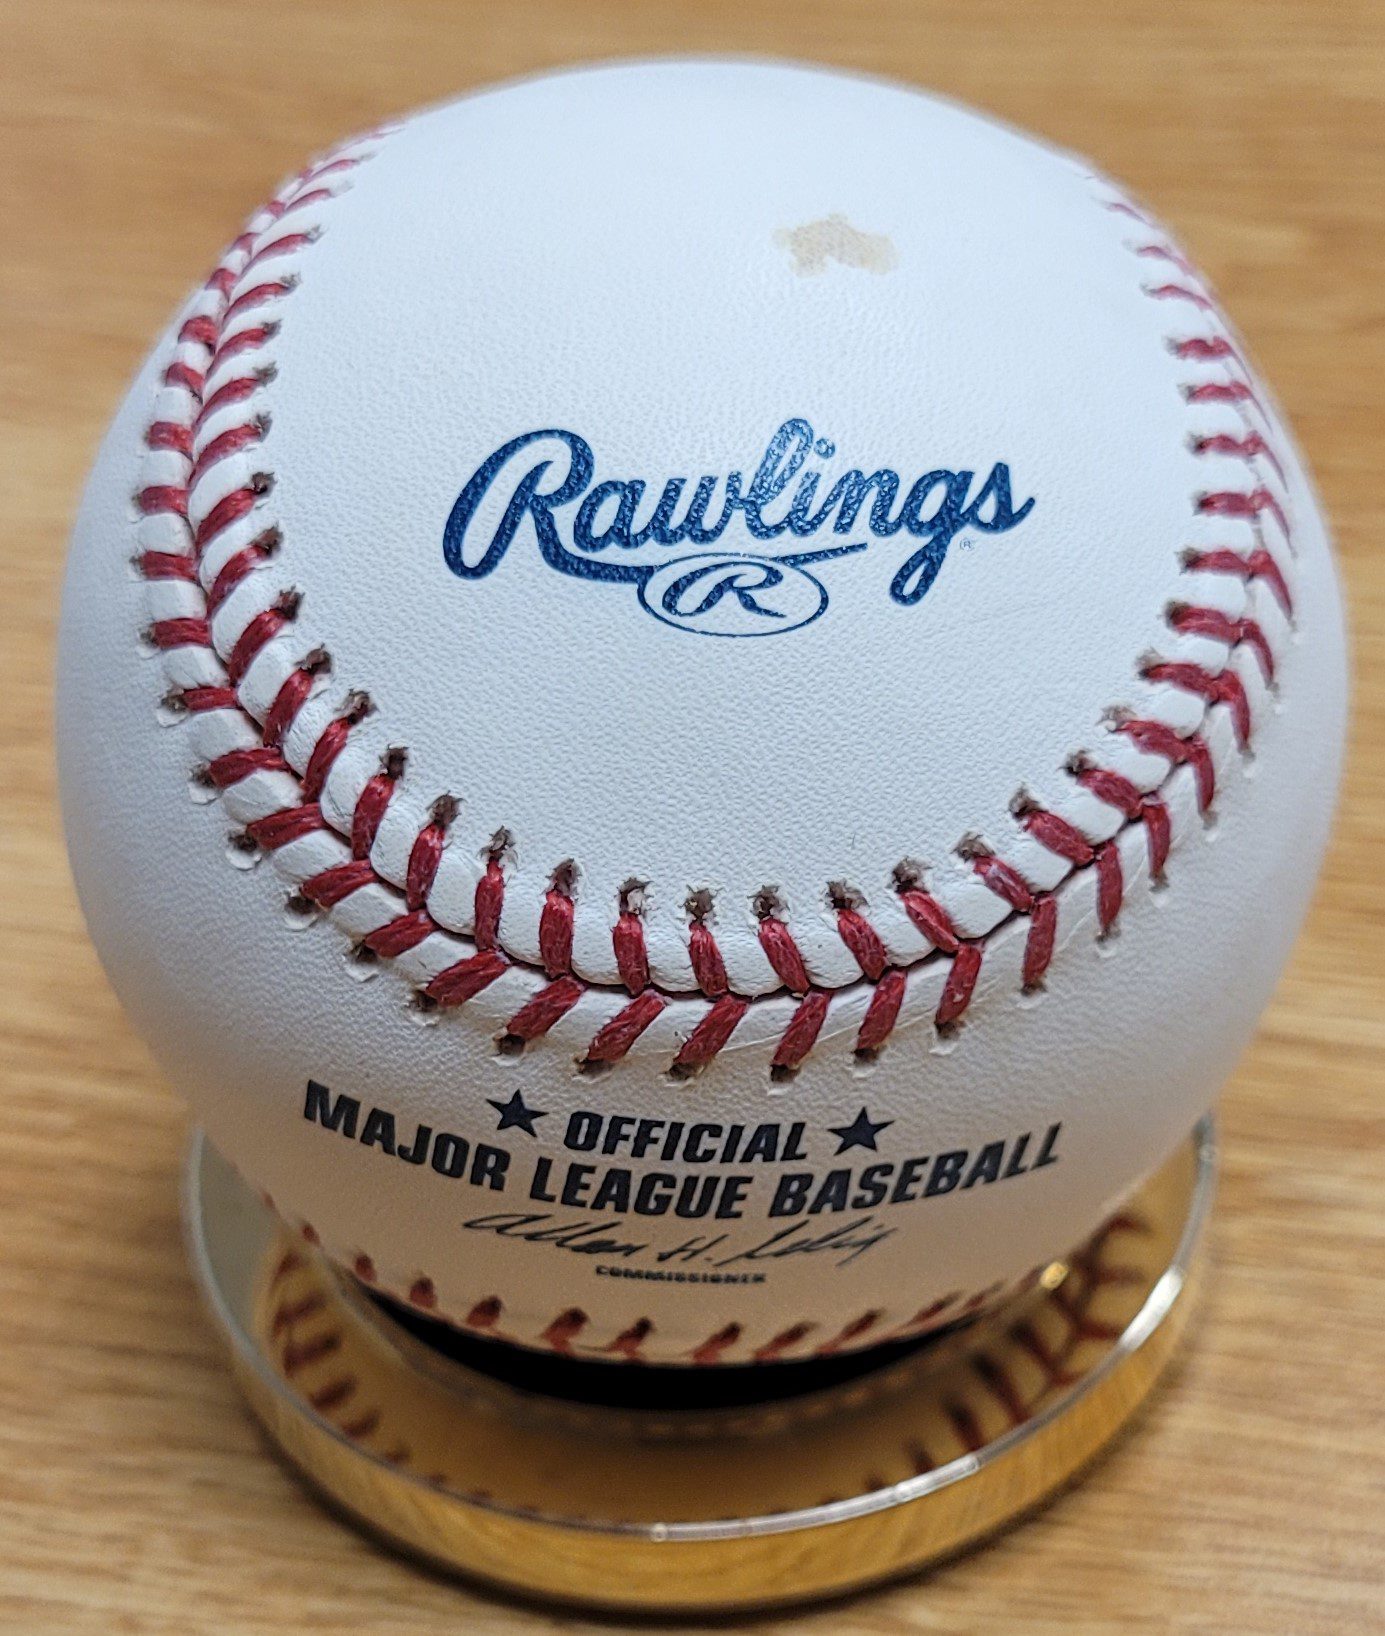 Rawlings
R
®
OFFICIAL
MAJOR LEAGUE BASEBALL
Allan H. Selig
COMMISSIONER